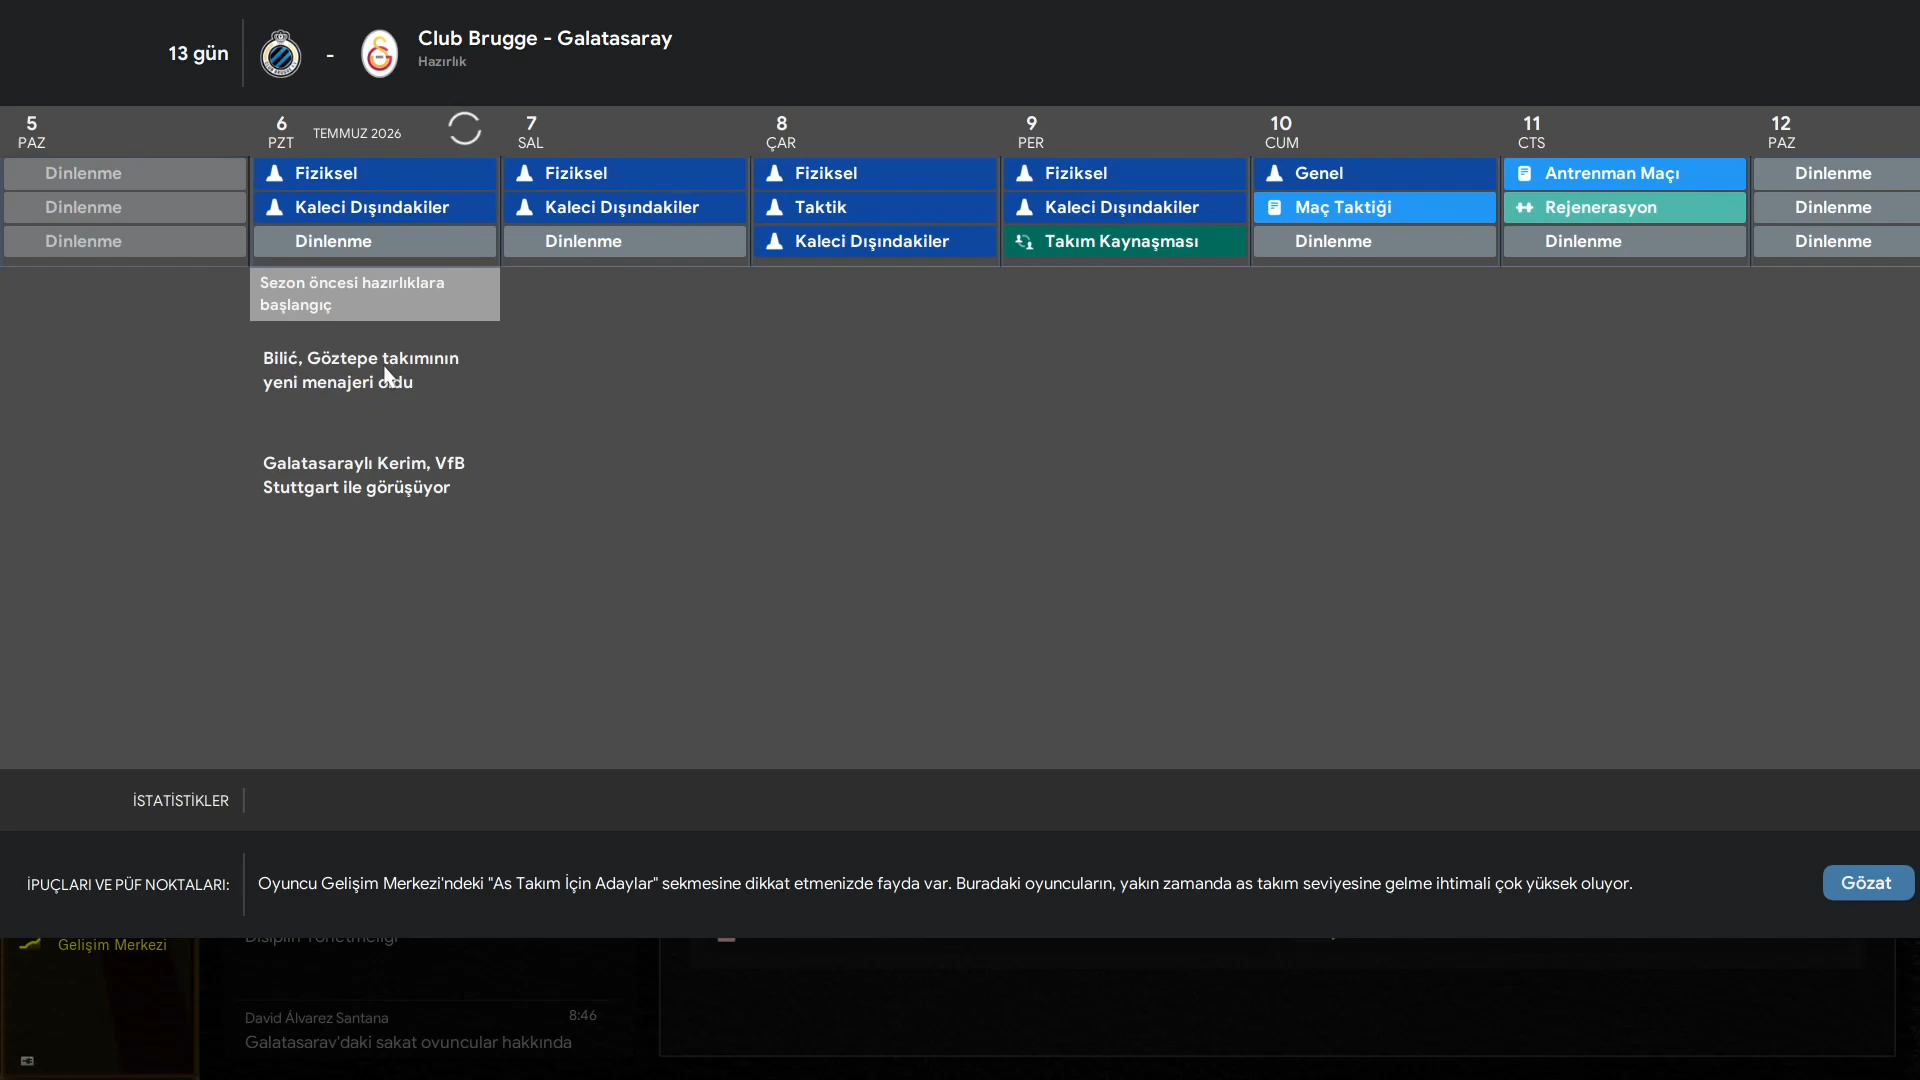 13 gün
-
Club Brugge - Galatasaray
Hazırlık
5
PAZ
6
PZT
TEMMUZ 2026
7
SAL
8
ÇAR
9
PER
10
CUM
11
CTS
12
PAZ
Dinlenme
Fiziksel
Fiziksel
Fiziksel
Fiziksel
Genel
Antrenman Maçı
Dinlenme
Dinlenme
Kaleci Dışındakiler
Kaleci Dışındakiler
Taktik
Kaleci Dışındakiler
Maç Taktiği
Rejenerasyon
Dinlenme
Dinlenme
Dinlenme
Dinlenme
Kaleci Dışındakiler
Takım Kaynaşması
Dinlenme
Dinlenme
Dinlenme
Sezon öncesi hazırlıklara
başlangıç
Bilić, Göztepe takımının
yeni menajeri oldu
Galatasaraylı Kerim, VfB
Stuttgart ile görüşüyor
İSTATİSTİKLER
İPUÇLARI VE PÜF NOKTALARI:
Oyuncu Gelişim Merkezi'ndeki "As Takım İçin Adaylar" sekmesine dikkat etmenizde fayda var. Buradaki oyuncuların, yakın zamanda as takım seviyesine gelme ihtimali çok yüksek oluyor.
Gözat
Gelişim Merkezi
Disiplin Yönetmeliği
David Álvarez Santana
8:46
Galatasaray'daki sakat oyuncular hakkında